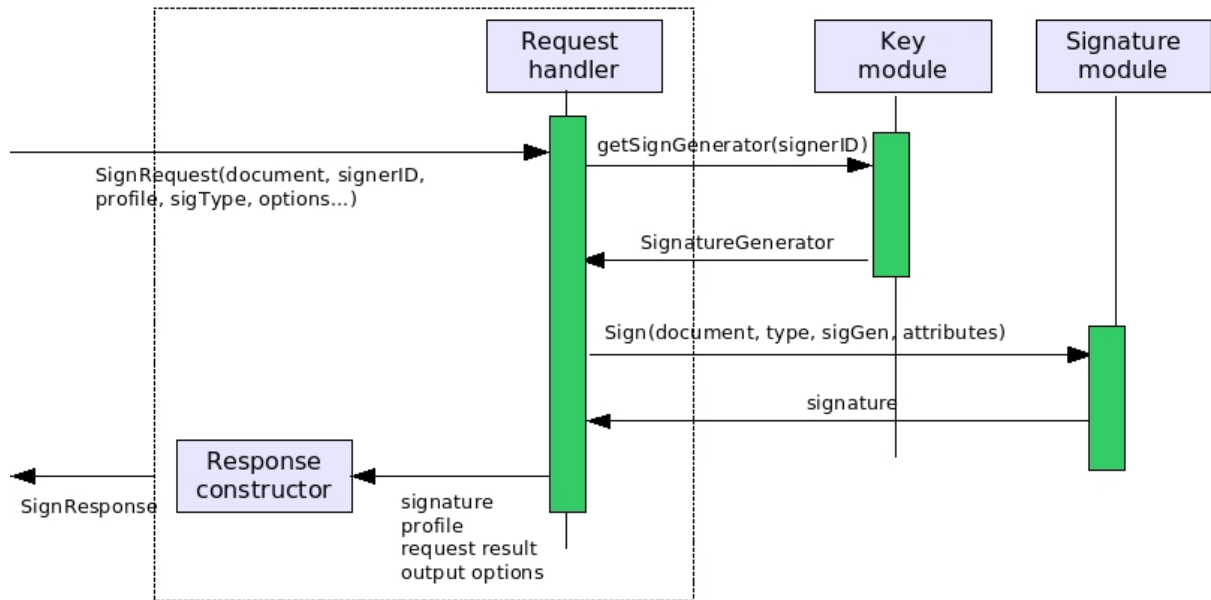 Request
handler
Key
module
Signature
module
SignRequest(document, signerID,
profile, sigType, options...)
getSignGenerator(signerID)
SignatureGenerator
Sign(document, type, sigGen, attributes)
signature
Response
constructor
SignResponse
signature
profile
request result
output options